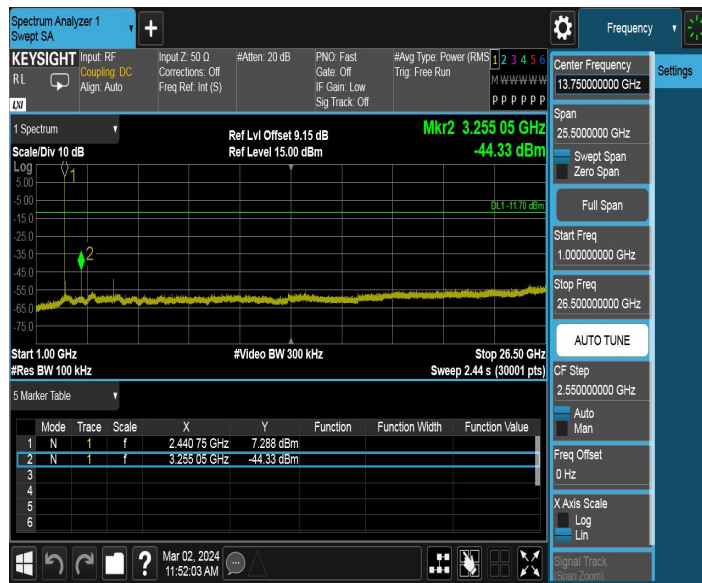 Spectrum Analyzer 1
Swept SA
+
Frequency
KEYSIGHT
RL
LXI
Input: RF
Coupling: DC
Align: Auto
Input Z: 50 Ω
Corrections: Off
Freq Ref: Int (S)
#Atten: 20 dB
PNO: Fast
Gate: Off
IF Gain: Low
Sig Track: Off
#Avg Type: Power (RMS
Trig: Free Run
1 2 3 4 5 6
M W W W W W
P P P P P P
1 Spectrum
Scale/Div 10 dB
Ref Lvl Offset 9.15 dB
Ref Level 15.00 dBm
Mkr2 3.255 05 GHz
-44.33 dBm
Log
5.00
-5.00
-15.0
-25.0
-35.0
-45.0
-55.0
-65.0
-75.0
1
2
DL1 -11.70 dBm
Start 1.00 GHz
#Video BW 300 kHz
Stop 26.50 GHz
#Res BW 100 kHz
Sweep 2.44 s (30001 pts)
5 Marker Table
Mode Trace Scale X Y Function Function Width Function Value
1 N 1 f 2.440 75 GHz 7.288 dBm
2 N 1 f 3.255 05 GHz -44.33 dBm
3
4
5
6
Mar 02, 2024
11:52:03 AM
Center Frequency
13.750000000 GHz
Span
25.5000000 GHz
Swept Span
Zero Span
Full Span
Start Freq
1.000000000 GHz
Stop Freq
26.500000000 GHz
AUTO TUNE
CF Step
2.550000000 GHz
Auto
Man
Freq Offset
0 Hz
X Axis Scale
Log
Lin
Signal Track
(Span Zoom)
Settings